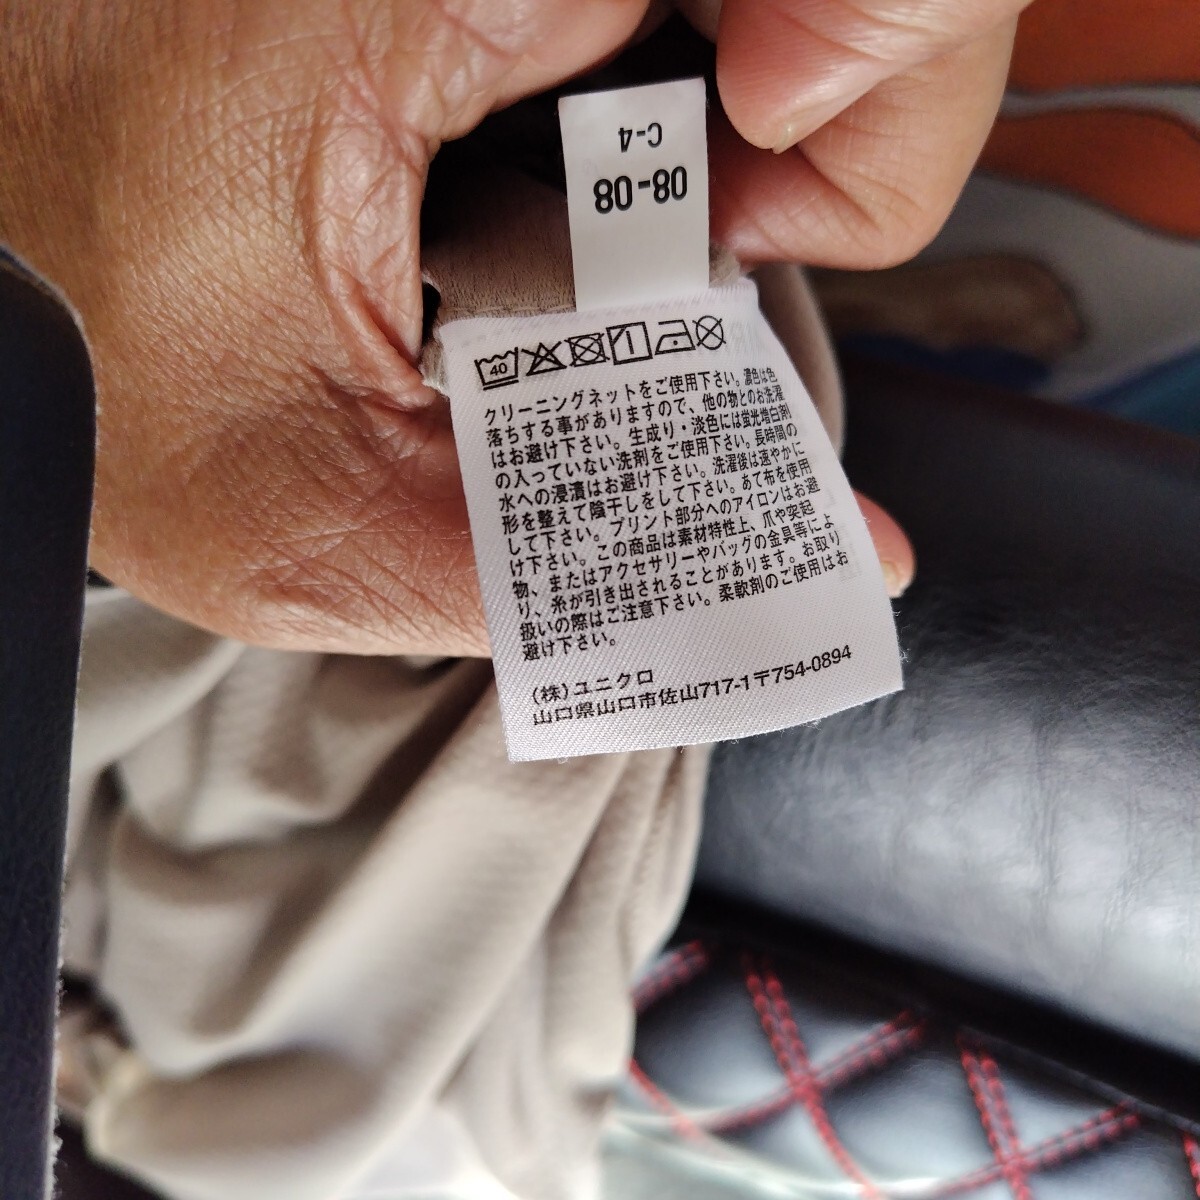 C-4
08-08
40
クリーニングネットをご使用下さい。濃色は色
落ちする事がありますので、他の物とのお洗濯
はお避け下さい。生成り・淡色には蛍光増白剤
の入っていない洗剤をご使用下さい。長時間の
水への浸漬はお避け下さい。洗濯後は速やかに
形を整えて陰干しをして下さい。あて布を使用
して下さい。プリント部分へのアイロンはお避
け下さい。この商品は素材特性上、爪や突起
物、またはアクセサリーやバッグの金具等によ
り、糸が引き出されることがあります。お取り
扱いの際はご注意下さい。柔軟剤のご使用はお
避け下さい。
(株)ユニクロ
山口県山口市佐山717-1〒754-0894